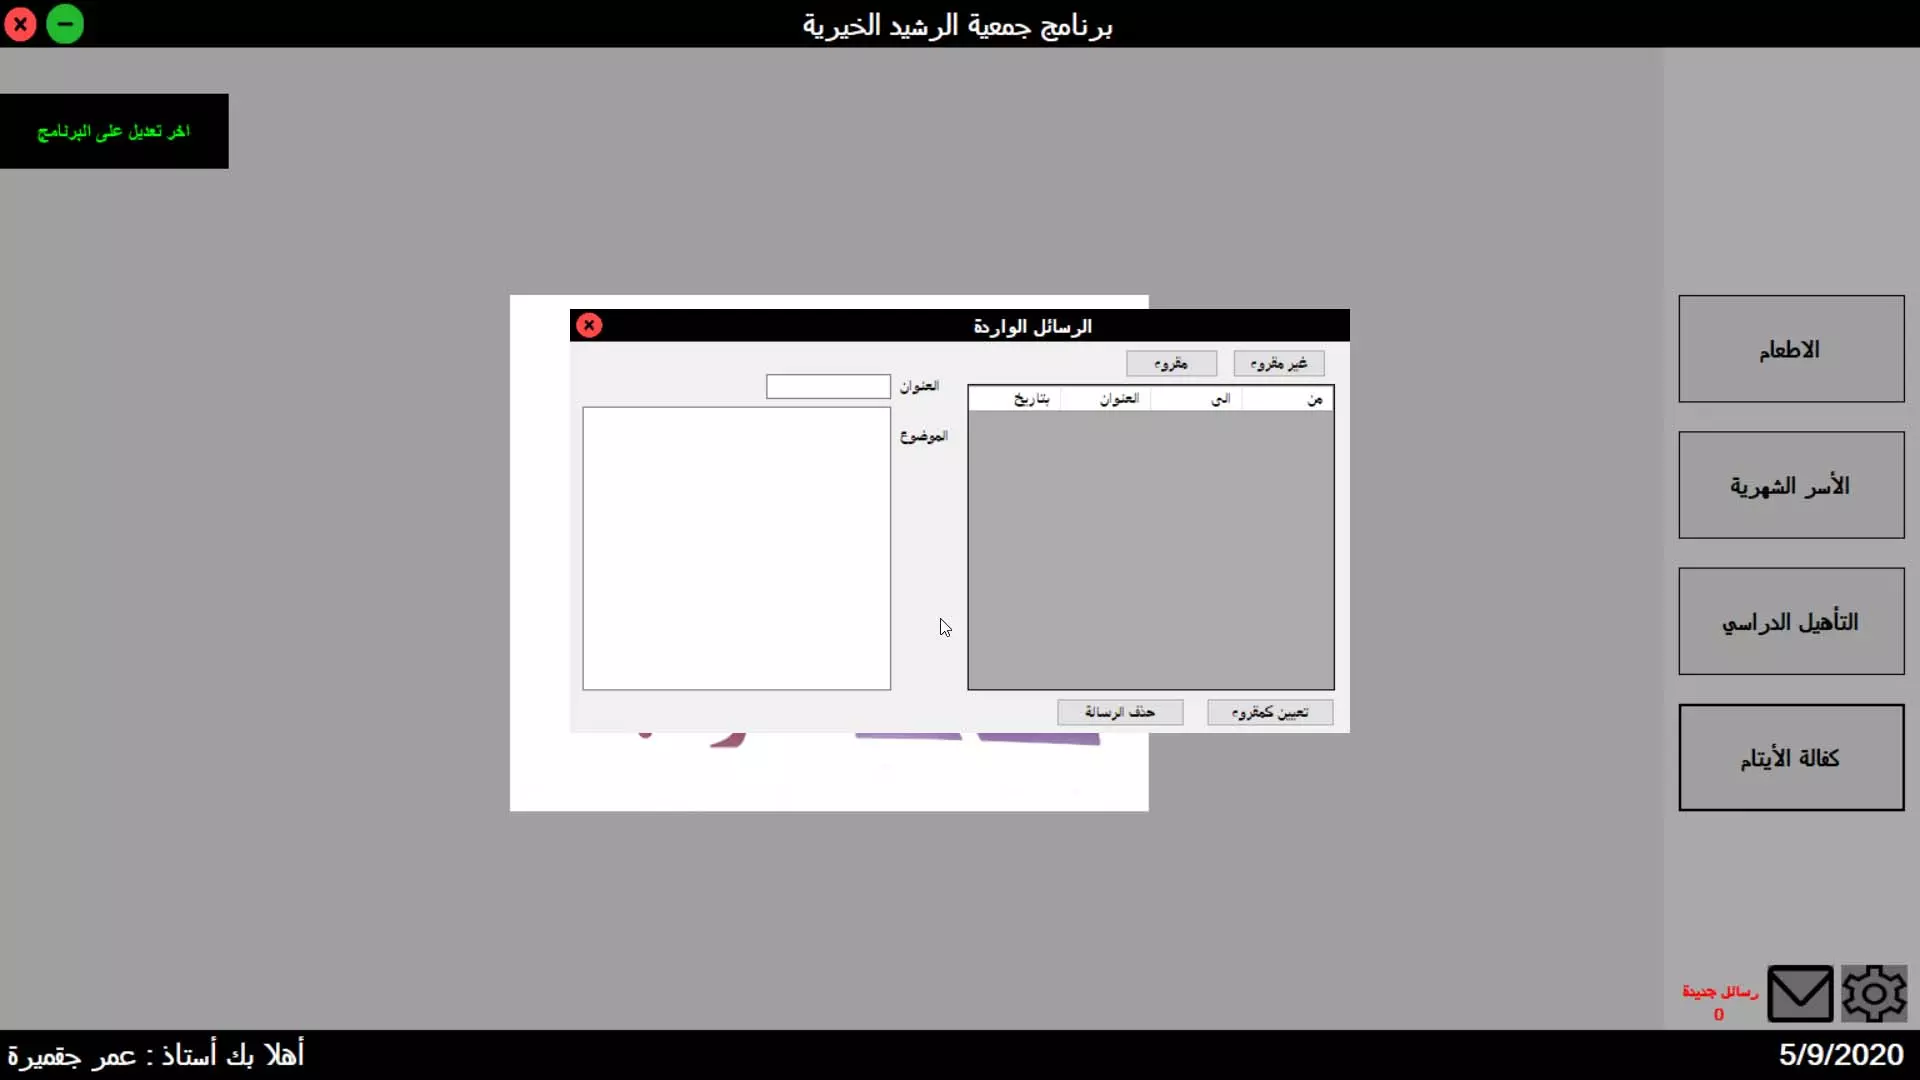 برنامج جمعية الرشيد الخيرية
اخر تعديل على البرنامج
الرسائل الواردة
غير مقروء
مقروء
من
الى
العنوان
بتاريخ
العنوان
الموضوع
تعيين كمقروء
حذف الرسالة
الاطعام
الأسر الشهرية
التأهيل الدراسي
كفالة الأيتام
رسائل جديدة
0
أهلا بك أستاذ : عمر جقميرة
5/9/2020